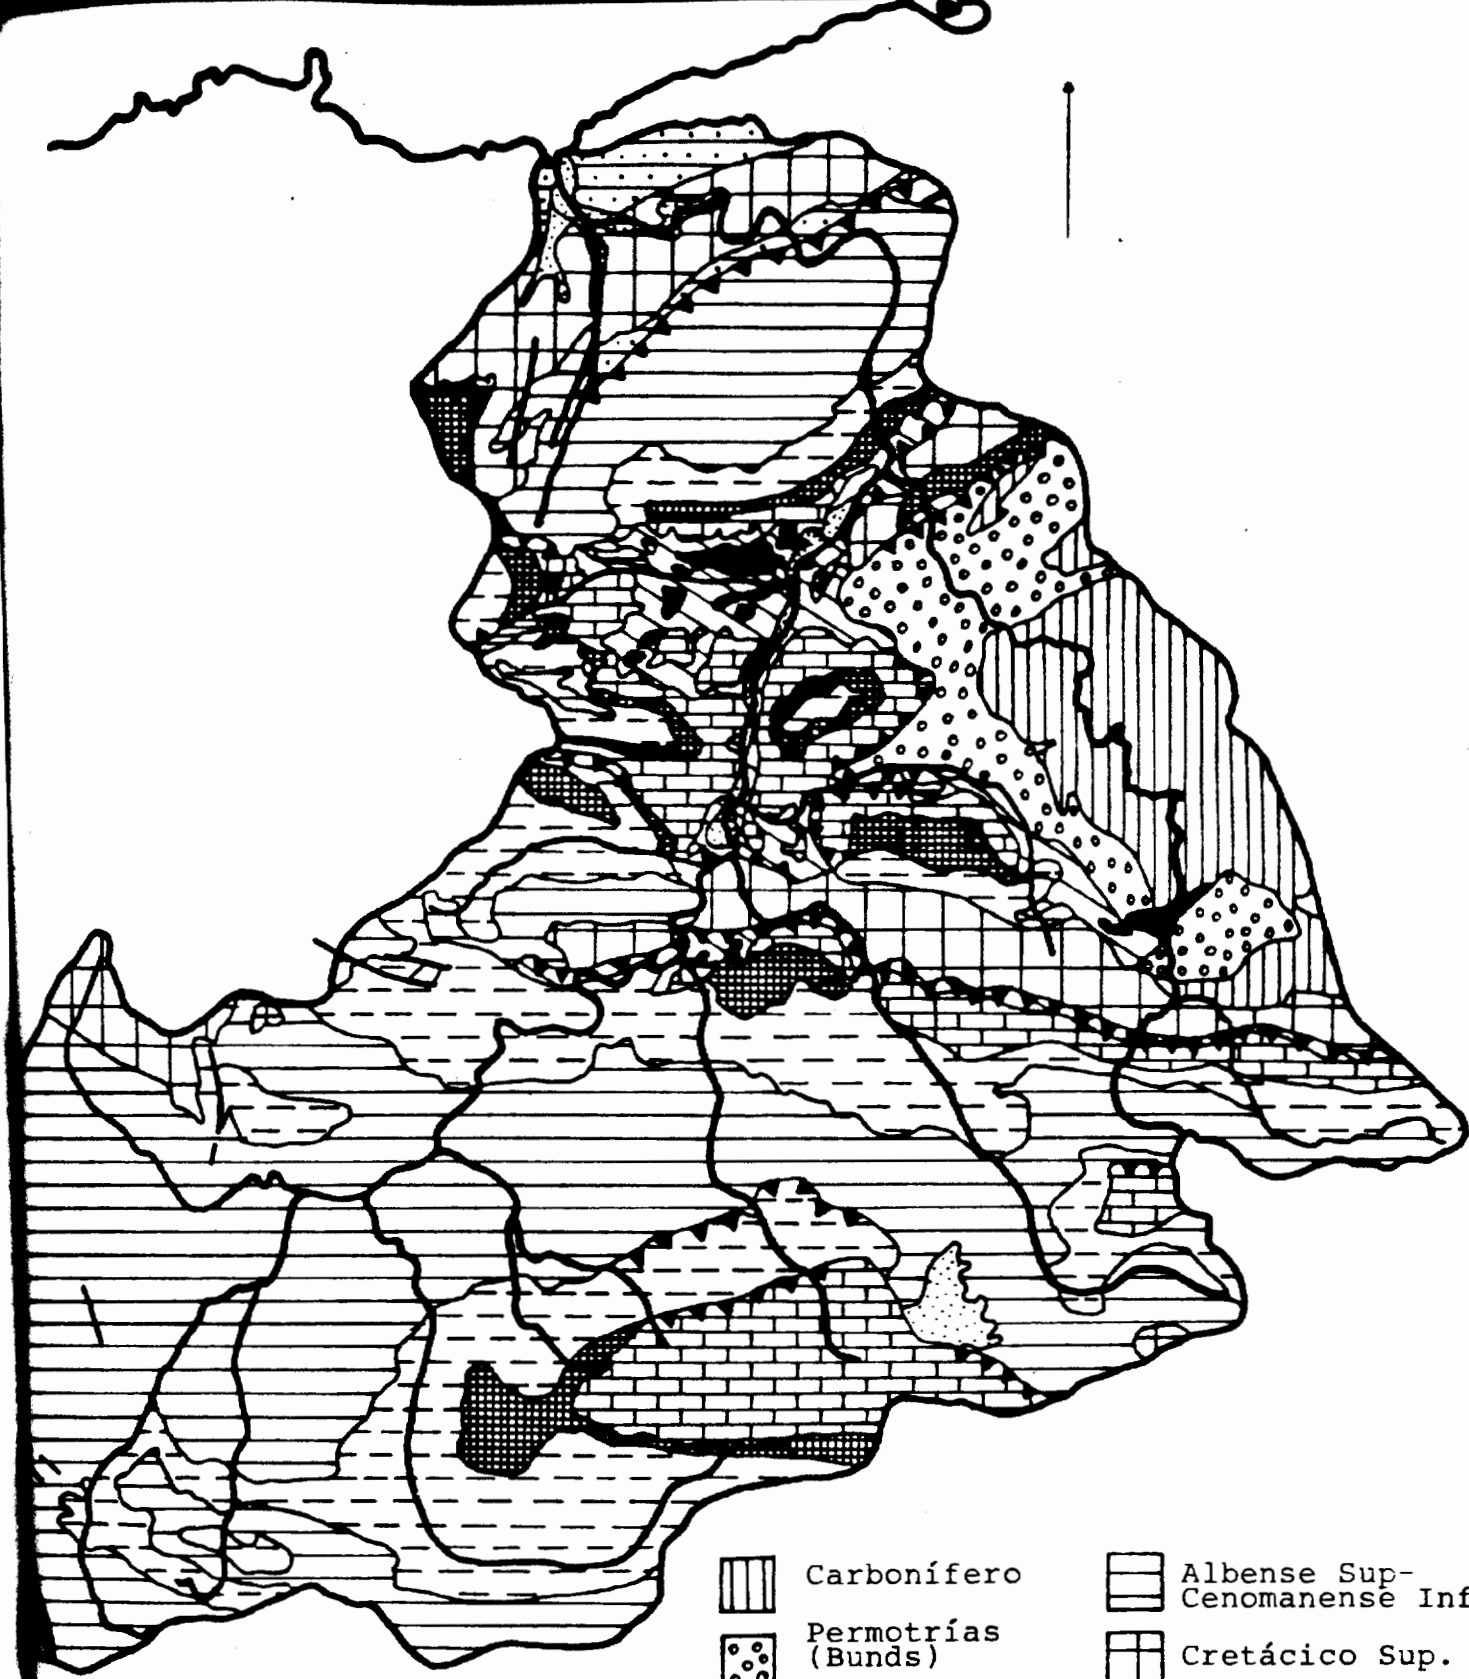 Carbonífero
Permotrías
(Bunds)
Albense Sup-
Cenomanense Inf
Cretácico Sup.